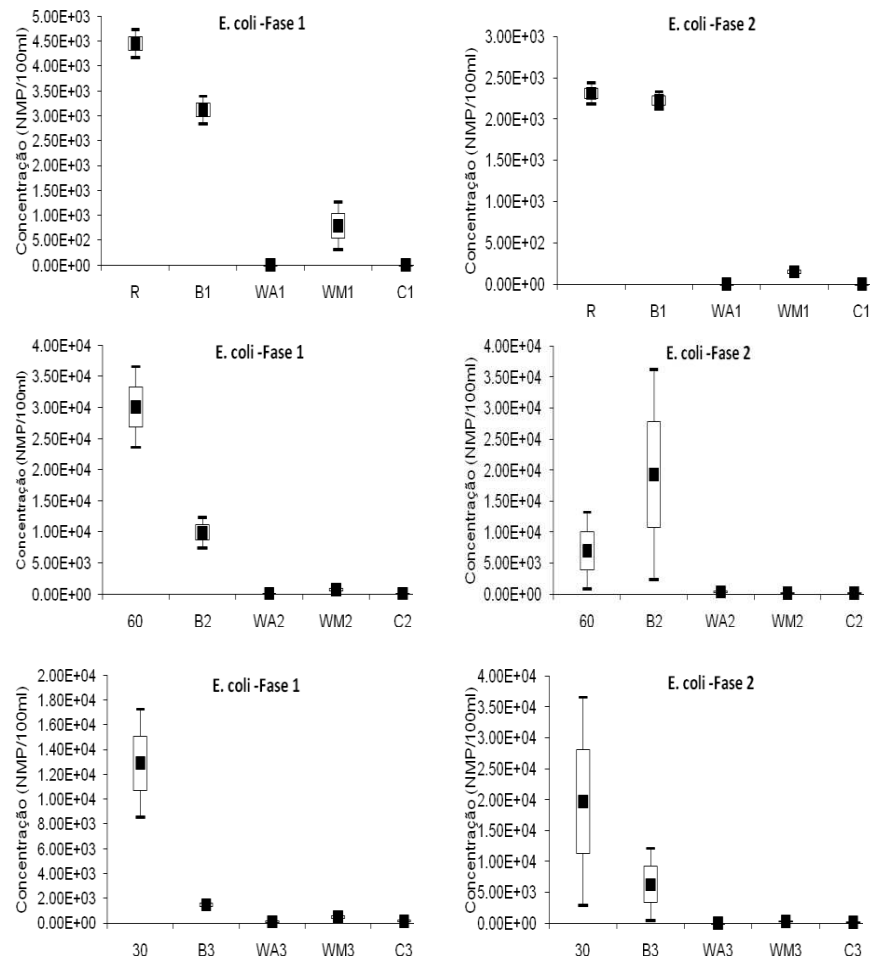 E. coli -Fase 1
Concentração (NMP/100ml)
5.00E+03
4.50E+03
4.00E+03
3.50E+03
3.00E+03
2.50E+03
2.00E+03
1.50E+03
1.00E+03
5.00E+02
0.00E+00
R B1 WA1 WM1 C1
E. coli -Fase 2
Concentração (NMP/100ml)
3.00E+03
2.50E+03
2.00E+03
1.50E+03
1.00E+03
5.00E+02
0.00E+00
R B1 WA1 WM1 C1
E. coli -Fase 1
Concentração (NMP/100ml)
4.00E+04
3.50E+04
3.00E+04
2.50E+04
2.00E+04
1.50E+04
1.00E+04
5.00E+03
0.00E+00
60 B2 WA2 WM2 C2
E. coli -Fase 2
Concentração (NMP/100ml)
4.00E+04
3.50E+04
3.00E+04
2.50E+04
2.00E+04
1.50E+04
1.00E+04
5.00E+03
0.00E+00
60 B2 WA2 WM2 C2
E. coli -Fase 1
Concentração (NMP/100ml)
2.00E+04
1.80E+04
1.60E+04
1.40E+04
1.20E+04
1.00E+04
8.00E+03
6.00E+03
4.00E+03
2.00E+03
0.00E+00
30 B3 WA3 WM3 C3
E. coli -Fase 2
Concentração (NMP/100ml)
4.00E+04
3.50E+04
3.00E+04
2.50E+04
2.00E+04
1.50E+04
1.00E+04
5.00E+03
0.00E+00
30 B3 WA3 WM3 C3